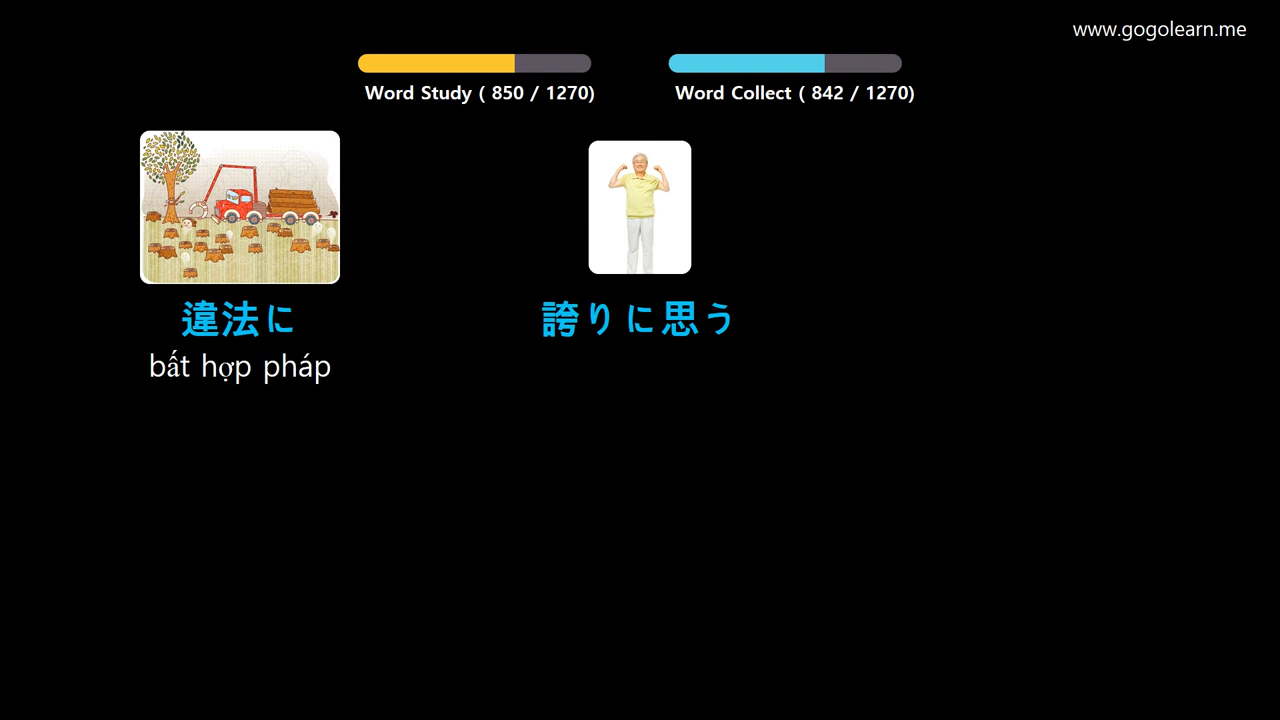 www.gogolearn.me
Word Study ( 850 / 1270)
Word Collect ( 842 / 1270)
違法に
bất hợp pháp
誇りに思う